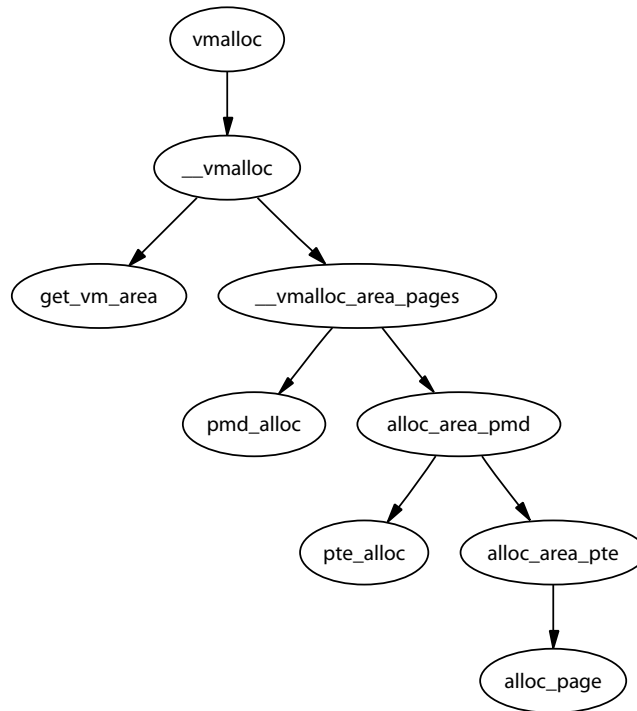 vmalloc
__vmalloc
get_vm_area
__vmalloc_area_pages
pmd_alloc
alloc_area_pmd
pte_alloc
alloc_area_pte
alloc_page